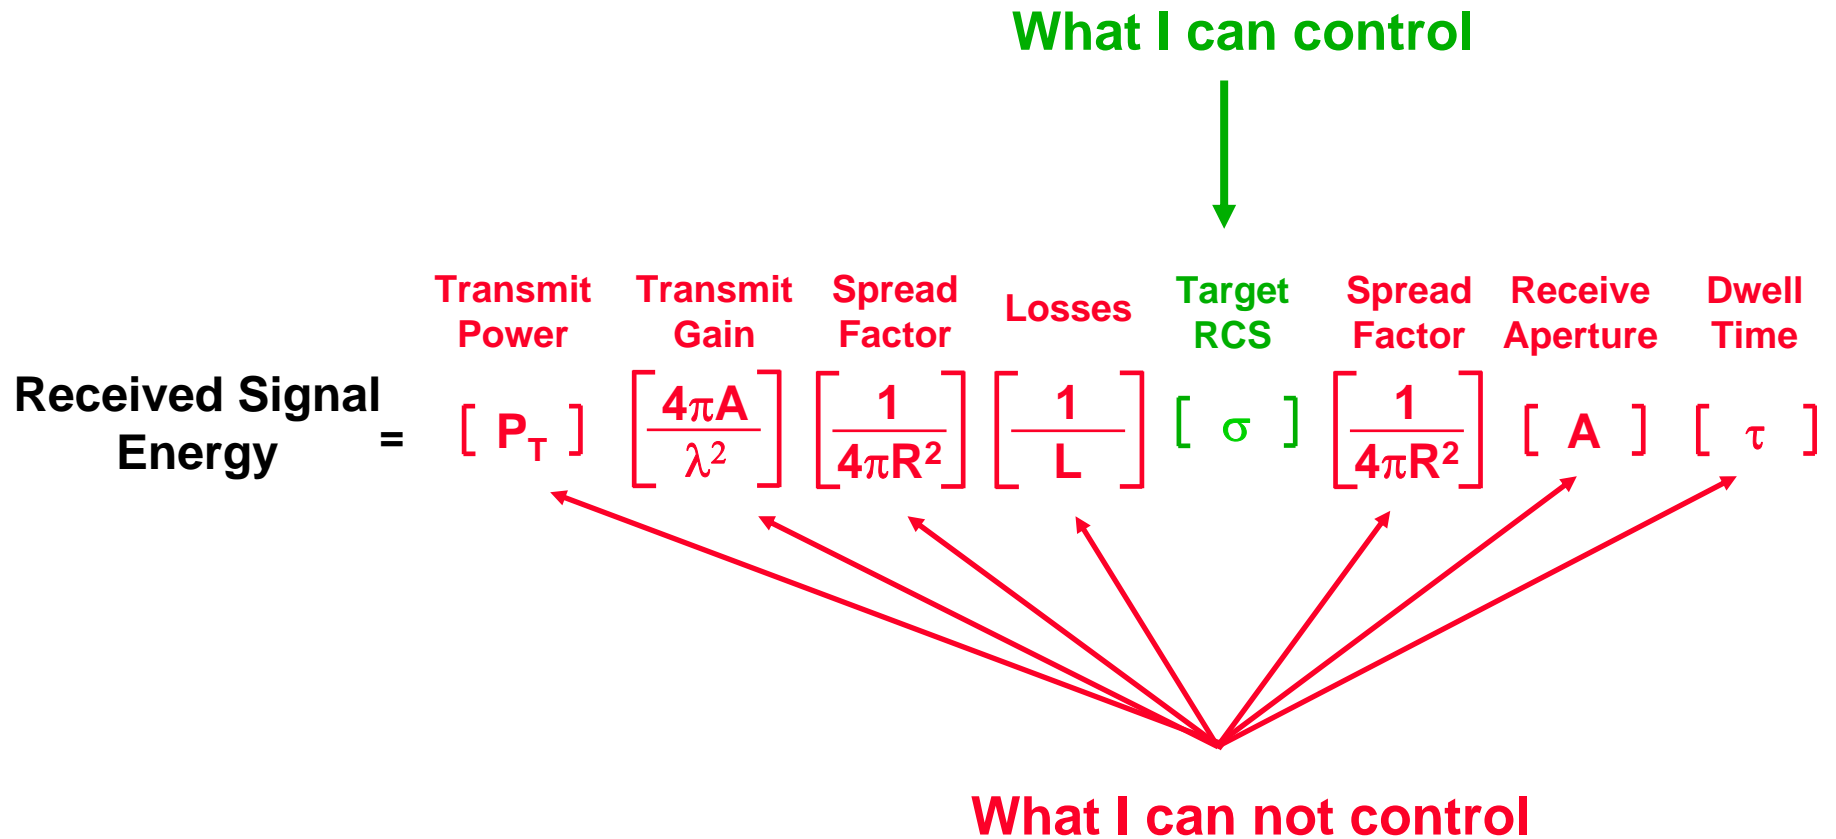 What I can control
Transmit Power
Transmit Gain
Spread Factor
Losses
Target RCS
Spread Factor
Receive Aperture
Dwell Time
Received Signal Energy = [ P_T ] [ 4πA / λ² ] [ 1 / 4πR² ] [ 1 / L ] [ σ ] [ 1 / 4πR² ] [ A ] [ τ ]
What I can not control